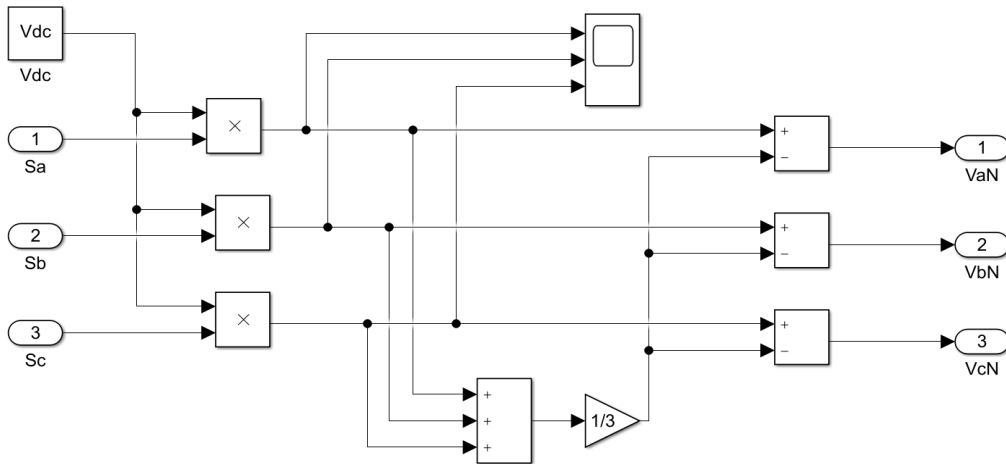 Vdc
Vdc
×
1
Sa
×
2
Sb
×
3
Sc
+
−
1
VaN
+
−
2
VbN
+
−
3
VcN
+
+
+
1/3